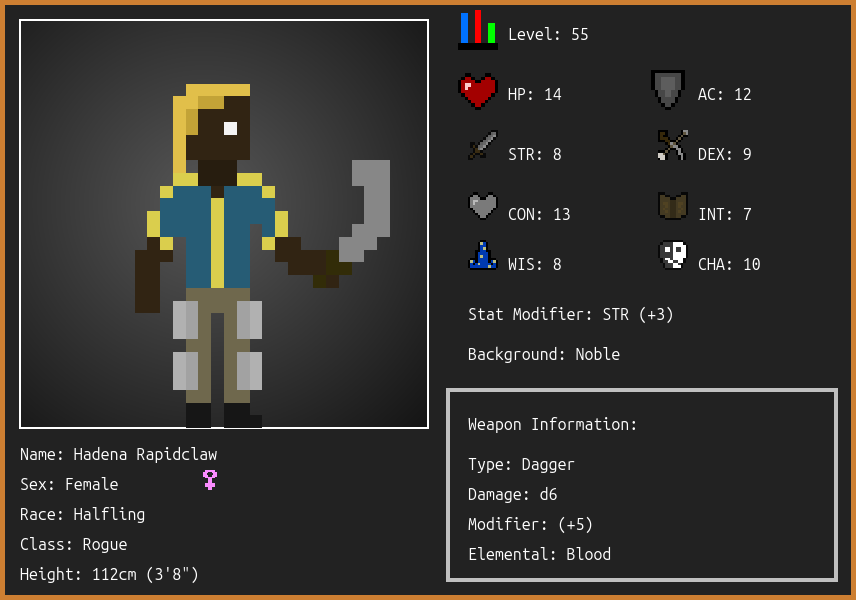 Level: 55
HP: 14
AC: 12
STR: 8
DEX: 9
CON: 13
INT: 7
WIS: 8
CHA: 10
Stat Modifier: STR (+3)
Background: Noble
Weapon Information:
Type: Dagger
Damage: d6
Modifier: (+5)
Elemental: Blood
Name: Hadena Rapidclaw
Sex: Female
Race: Halfling
Class: Rogue
Height: 112cm (3'8")